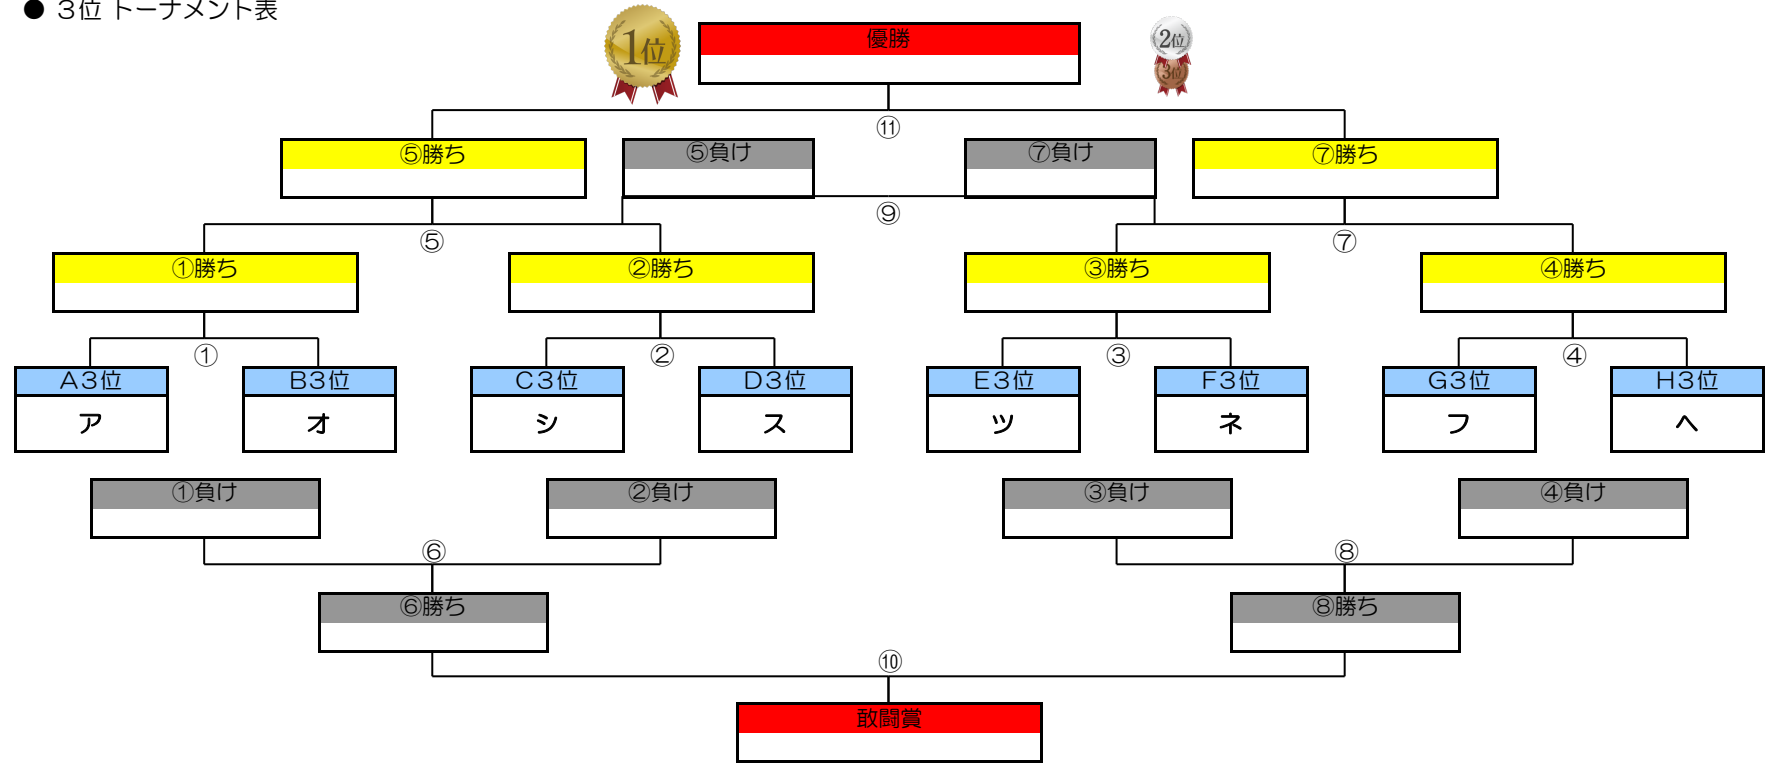 ● 3位 トーナメント表
1位
優勝
2位
3位
⑪
⑤勝ち
⑤負け
⑦負け
⑦勝ち
⑨
⑤
⑦
①勝ち
②勝ち
③勝ち
④勝ち
①
②
③
④
A3位
B3位
C3位
D3位
E3位
F3位
G3位
H3位
ア
オ
シ
ス
ツ
ネ
フ
ヘ
①負け
②負け
③負け
④負け
⑥
⑧
⑥勝ち
⑧勝ち
⑩
敢闘賞